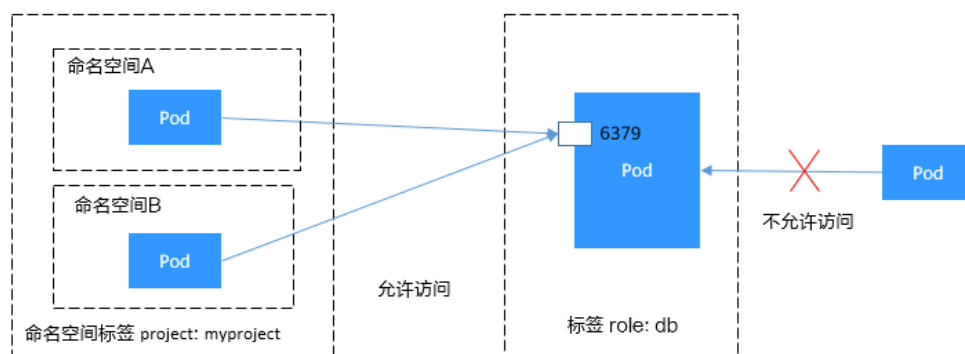 命名空间A
Pod
命名空间B
Pod
命名空间标签 project: myproject
允许访问
6379
Pod
标签 role: db
Pod
不允许访问